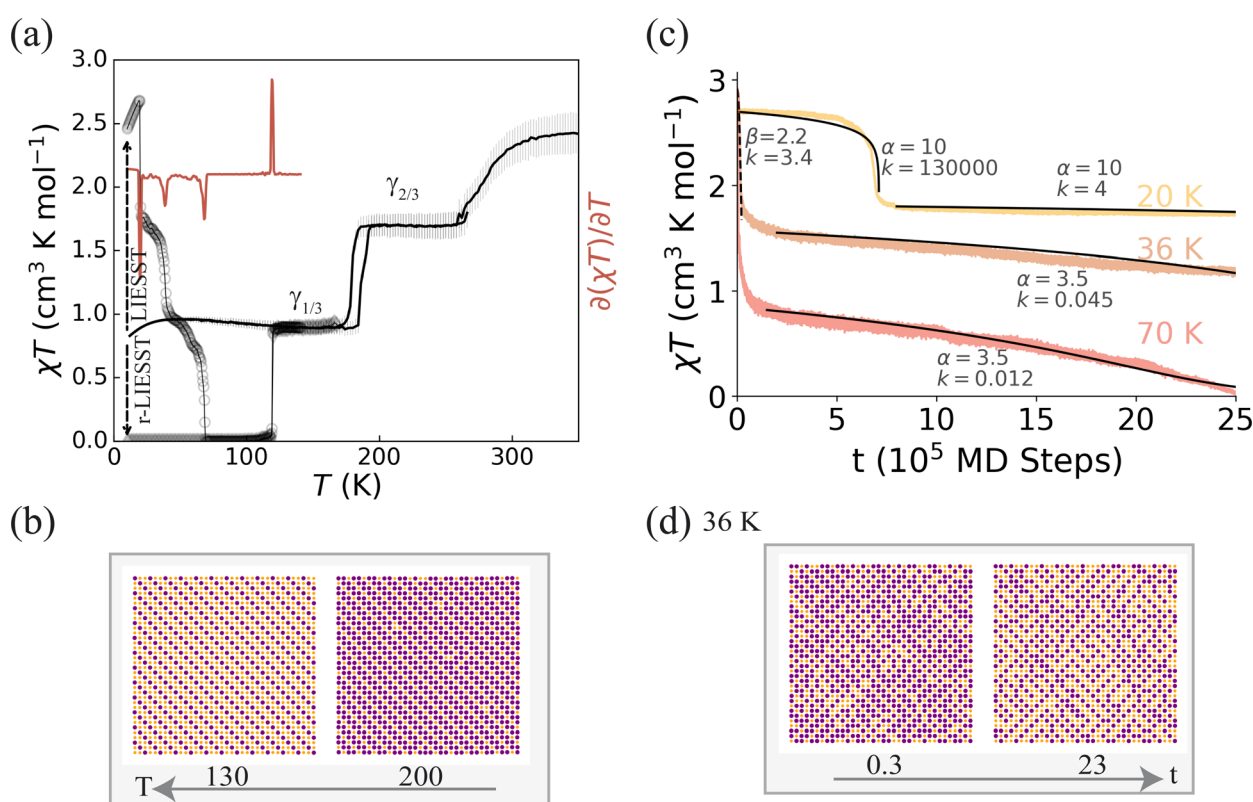 (a)
3.0
2.5
2.0
1.5
1.0
0.5
0.0
χT (cm³ K mol⁻¹)
r-LIESST LIESST
γ1/3
γ2/3
∂(χT)/∂T
0 100 200 300
T (K)
(b)
130 200
T
(c)
3
2
1
0
χT (cm³ K mol⁻¹)
β=2.2
k =3.4
α = 10
k = 130000
α = 10
k = 4
20 K
36 K
α = 3.5
k = 0.045
70 K
α = 3.5
k = 0.012
0 5 10 15 20 25
t (10⁵ MD Steps)
(d) 36 K
0.3 23
t